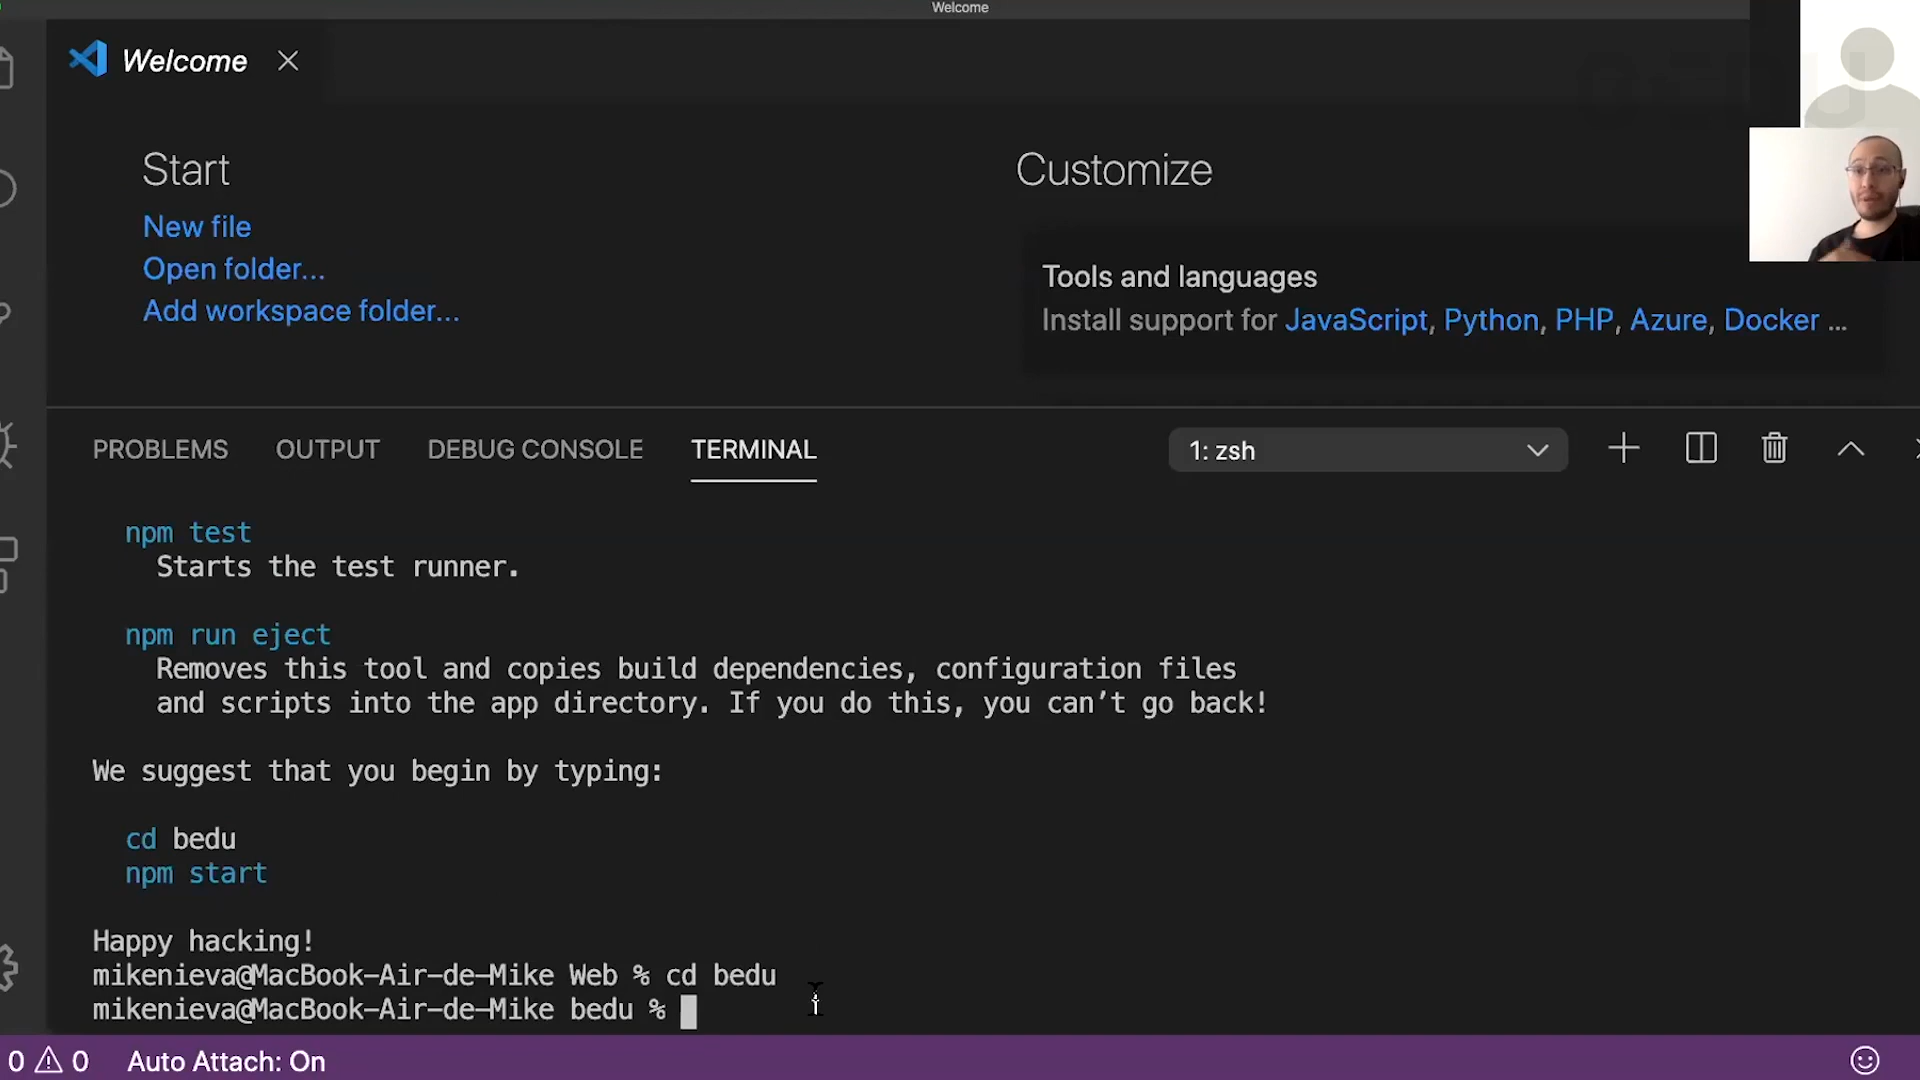 Welcome
Welcome
Start
New file
Open folder...
Add workspace folder...
Customize
Tools and languages
Install support for JavaScript, Python, PHP, Azure, Docker ...
PROBLEMS OUTPUT DEBUG CONSOLE TERMINAL 1: zsh
npm test
Starts the test runner.
npm run eject
Removes this tool and copies build dependencies, configuration files
and scripts into the app directory. If you do this, you can’t go back!
We suggest that you begin by typing:
cd bedu
npm start
Happy hacking!
mikenieva@MacBook-Air-de-Mike Web % cd bedu
mikenieva@MacBook-Air-de-Mike bedu %
0 0 Auto Attach: On